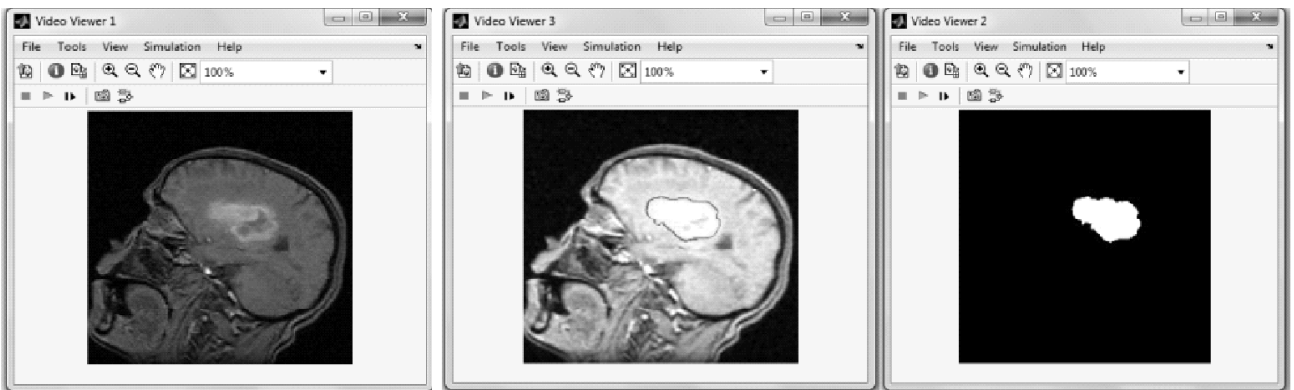 Video Viewer 1
File Tools View Simulation Help
100%
Video Viewer 3
File Tools View Simulation Help
100%
Video Viewer 2
File Tools View Simulation Help
100%